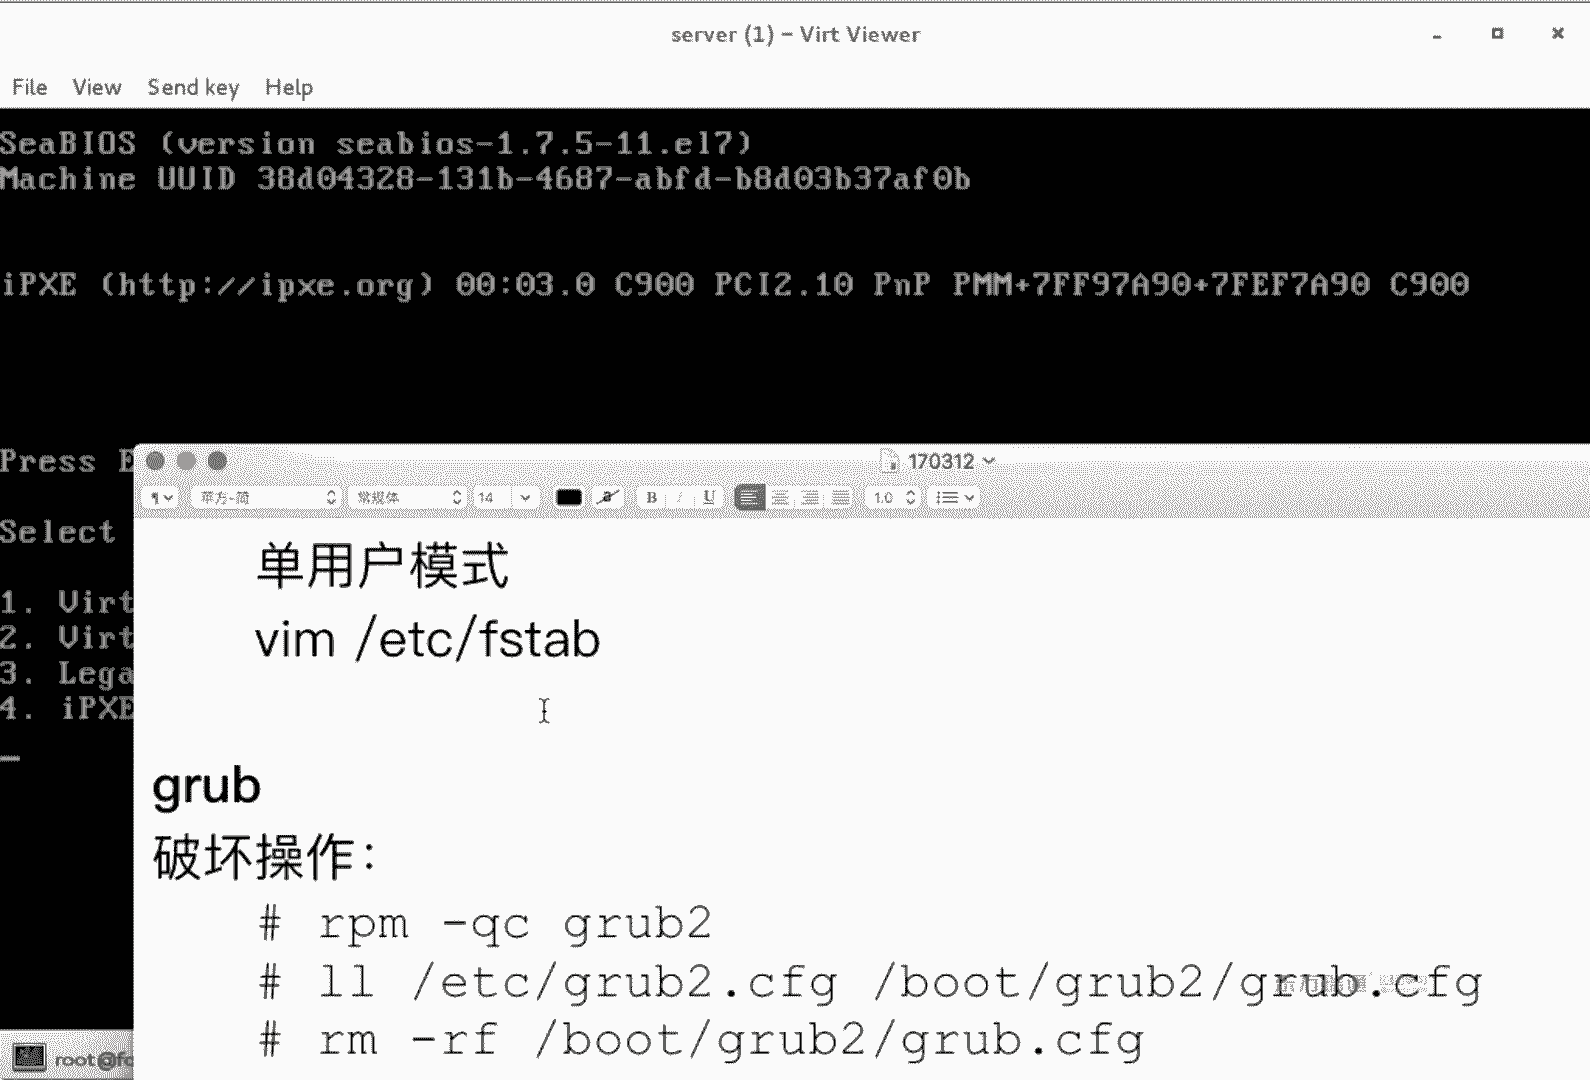 server (1) – Virt Viewer
File View Send key Help
SeaBIOS (version seabios-1.7.5-11.el7)
Machine UUID 38d04328-131b-4687-abfd-b8d03b37af0b
iPXE (http://ipxe.org) 00:03.0 C900 PCI2.10 PnP PMM+7FF97A90+7FEF7A90 C900
Press E
Select
1. Virt
2. Virt
3. Lega
4. iPXE
170312
苹方-简 常规体 14 a B I U 1.0
单用户模式
vim /etc/fstab
grub
破坏操作：
# rpm -qc grub2
# ll /etc/grub2.cfg /boot/grub2/grub.cfg
# rm -rf /boot/grub2/grub.cfg
root@fo